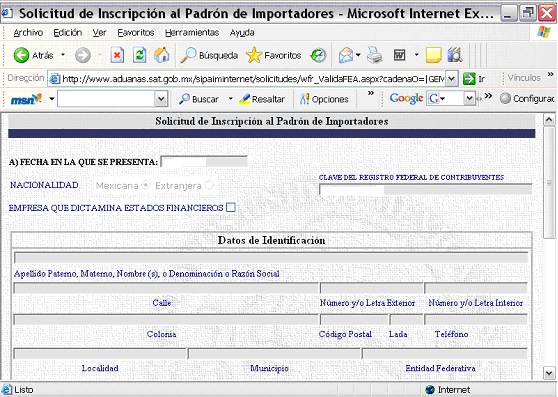 Solicitud de Inscripción al Padrón de Importadores - Microsoft Internet Ex...
Archivo Edición Ver Favoritos Herramientas Ayuda
Atrás Búsqueda Favoritos
Dirección http://www.aduanas.sat.gob.mx/sipaiminternet/solicitudes/wfr_ValidaFEA.aspx?cadenaO=|GEM Ir Vínculos »
msn Buscar Resaltar Opciones » Google G » Configurac
Solicitud de Inscripción al Padrón de Importadores
A) FECHA EN LA QUE SE PRESENTA:
NACIONALIDAD Mexicana Extranjera
CLAVE DEL REGISTRO FEDERAL DE CONTRIBUYENTES
EMPRESA QUE DICTAMINA ESTADOS FINANCIEROS
Datos de Identificación
Apellido Paterno, Materno, Nombre (s), o Denominación o Razón Social
Calle Número y/o Letra Exterior Número y/o Letra Interior
Colonia Código Postal Lada Teléfono
Localidad Municipio Entidad Federativa
Listo Internet